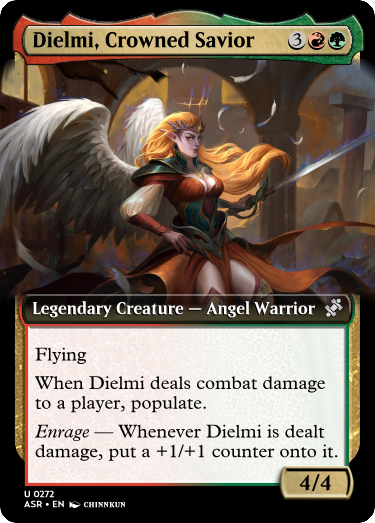 Dielmi, Crowned Savior 3
Legendary Creature — Angel Warrior
Flying
When Dielmi deals combat damage
to a player, populate.
Enrage — Whenever Dielmi is dealt
damage, put a +1/+1 counter onto it.
4/4
U 0272
ASR • EN CHINNKUN